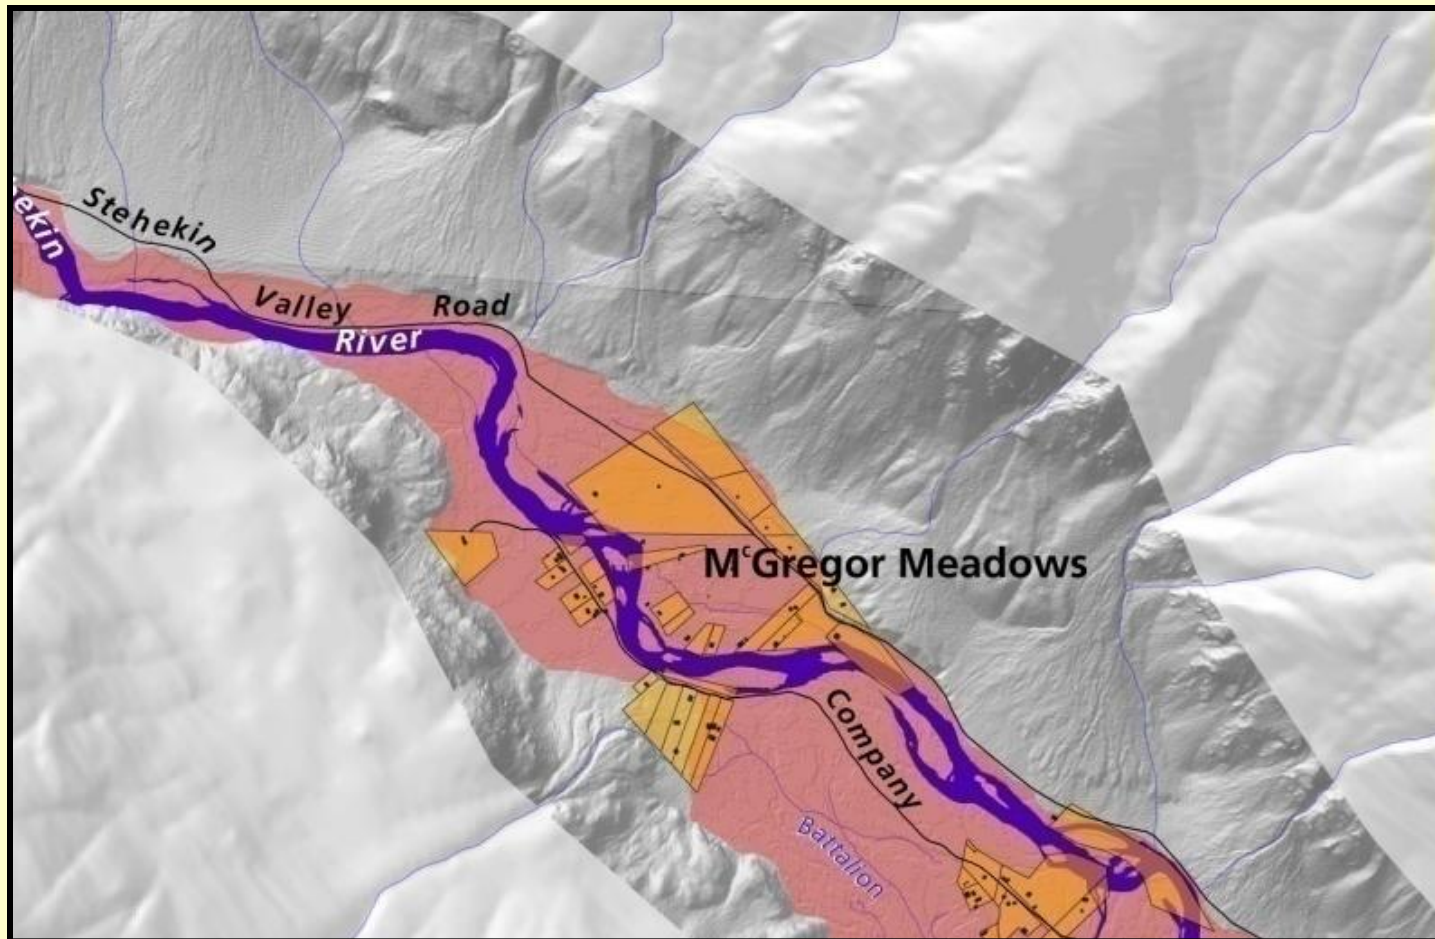 Stehekin
ekin
Valley
Road
River
McGregor Meadows
Company
Battalion